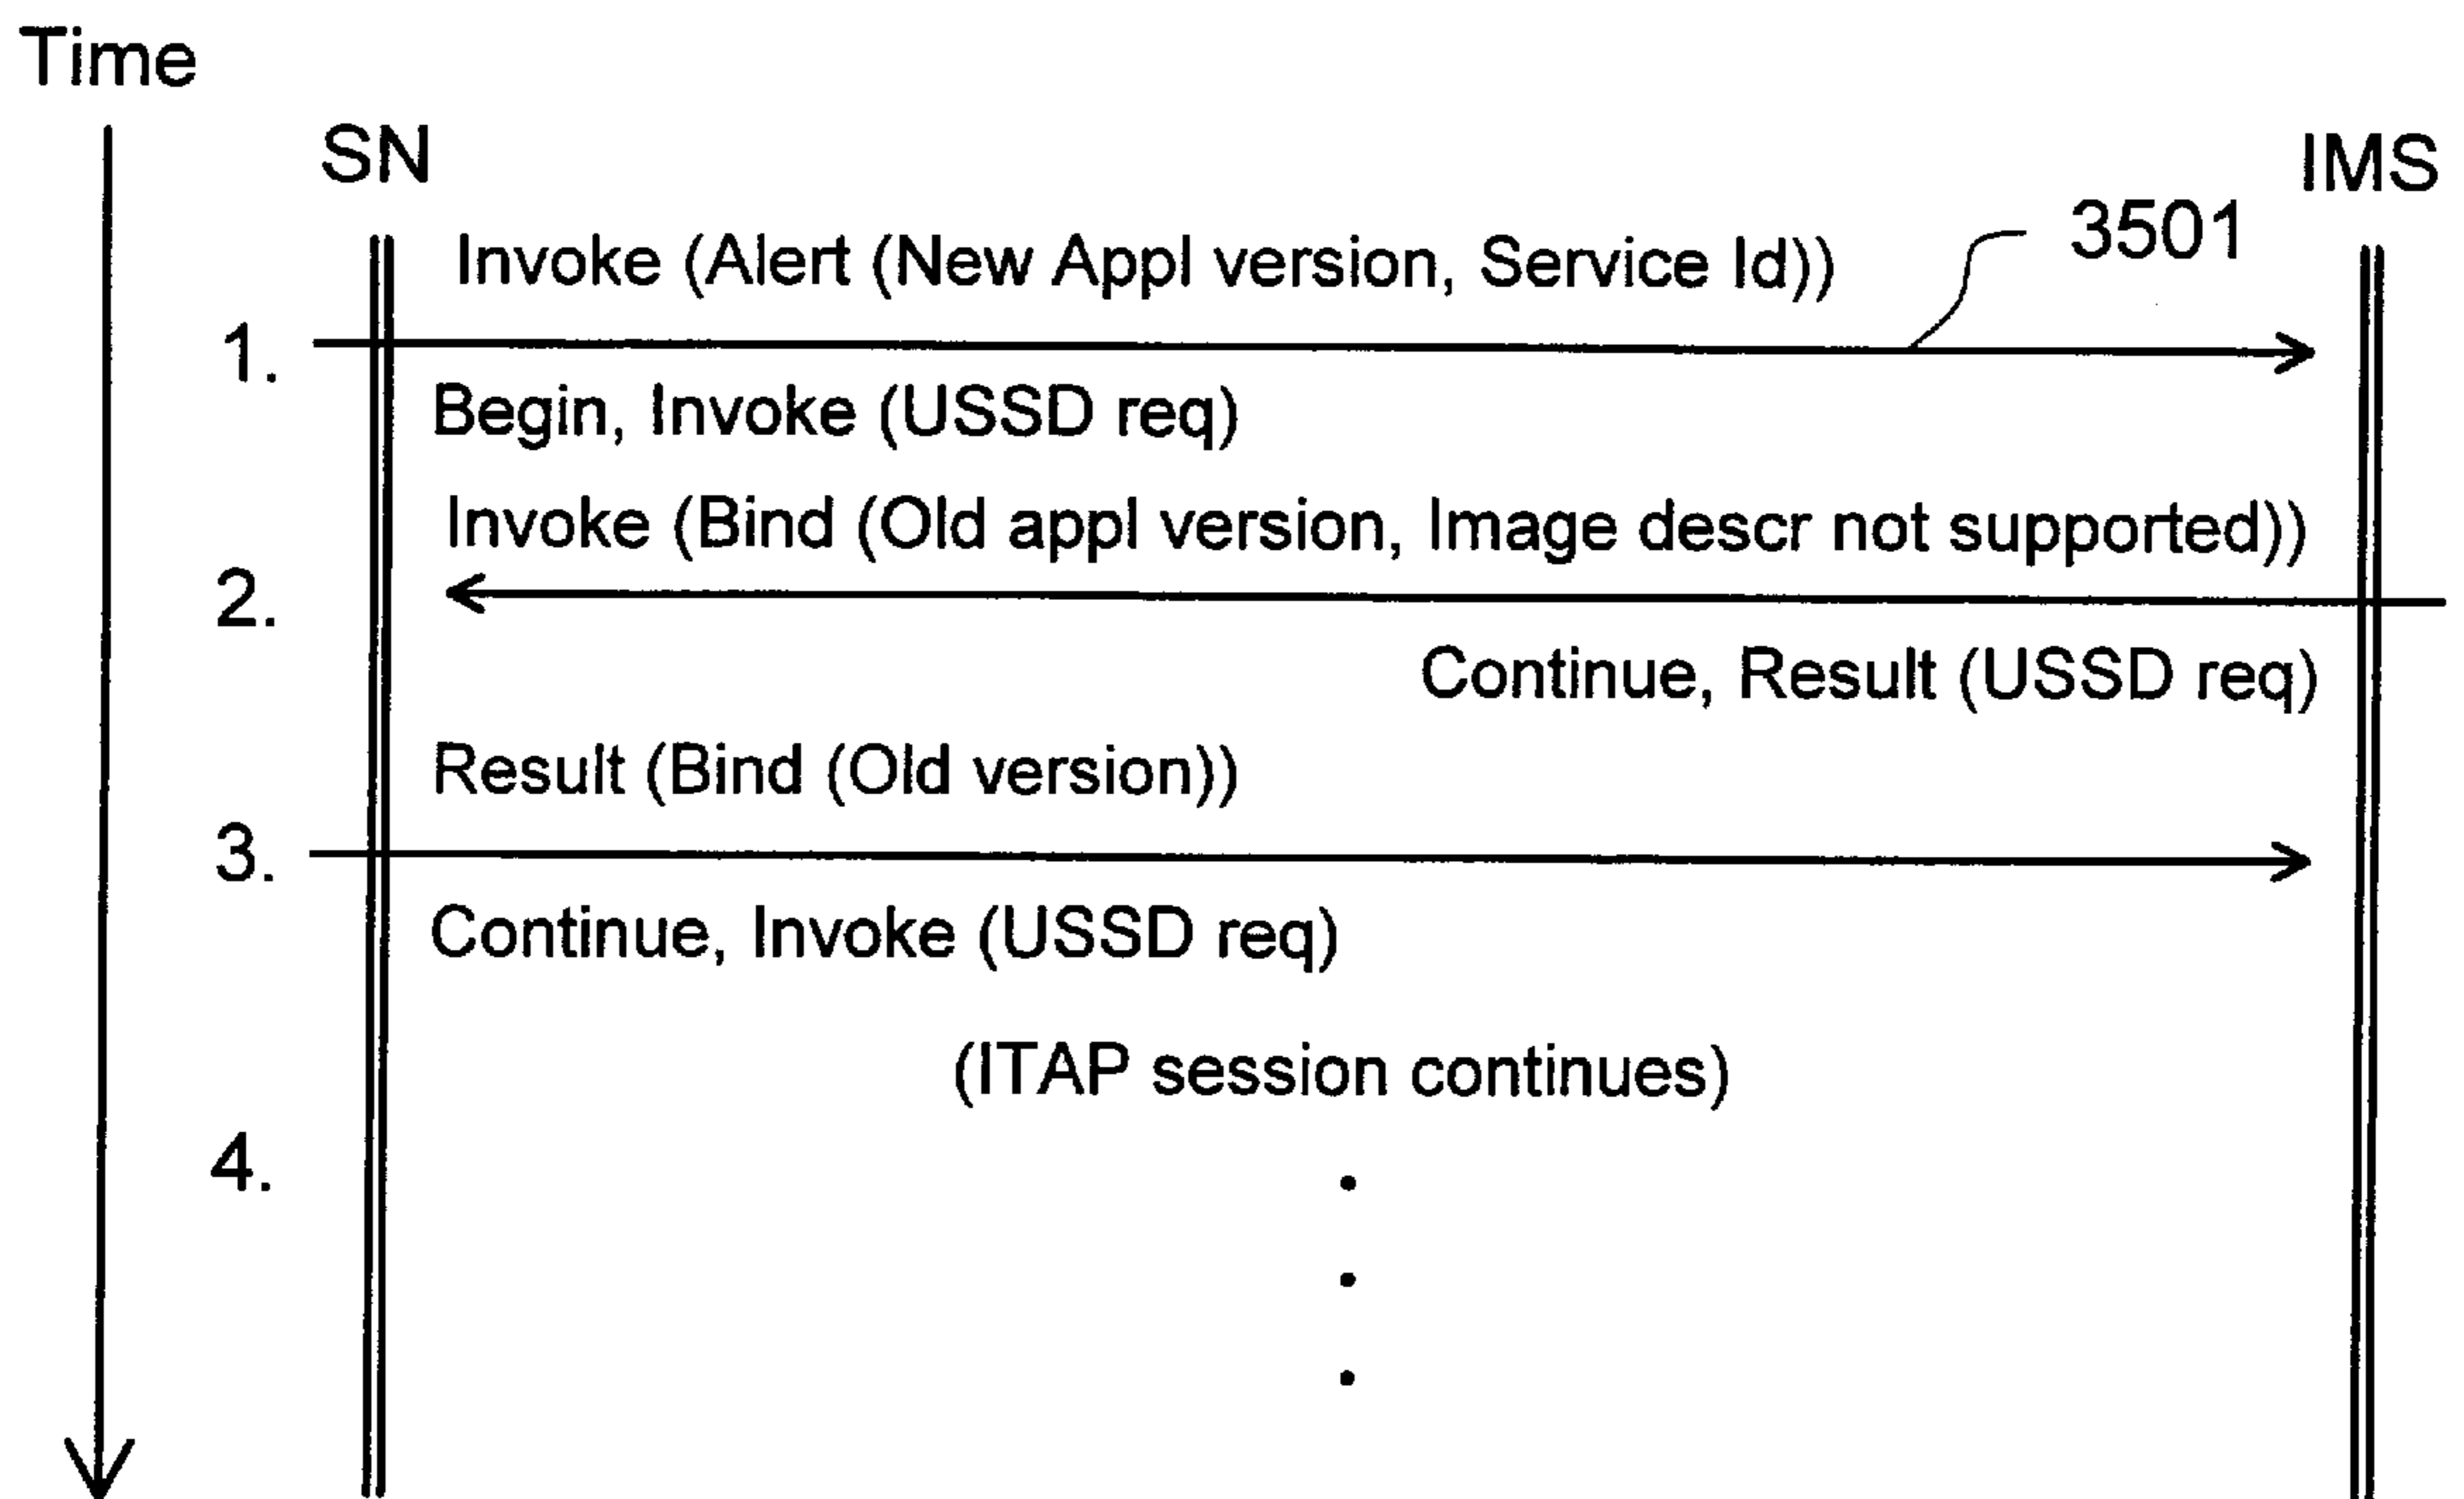 Time
SN
IMS
Invoke (Alert (New Appl version, Service Id))
3501
1.
Begin, Invoke (USSD req)
Invoke (Bind (Old appl version, Image descr not supported))
2.
Continue, Result (USSD req)
Result (Bind (Old version))
3.
Continue, Invoke (USSD req)
(ITAP session continues)
4.